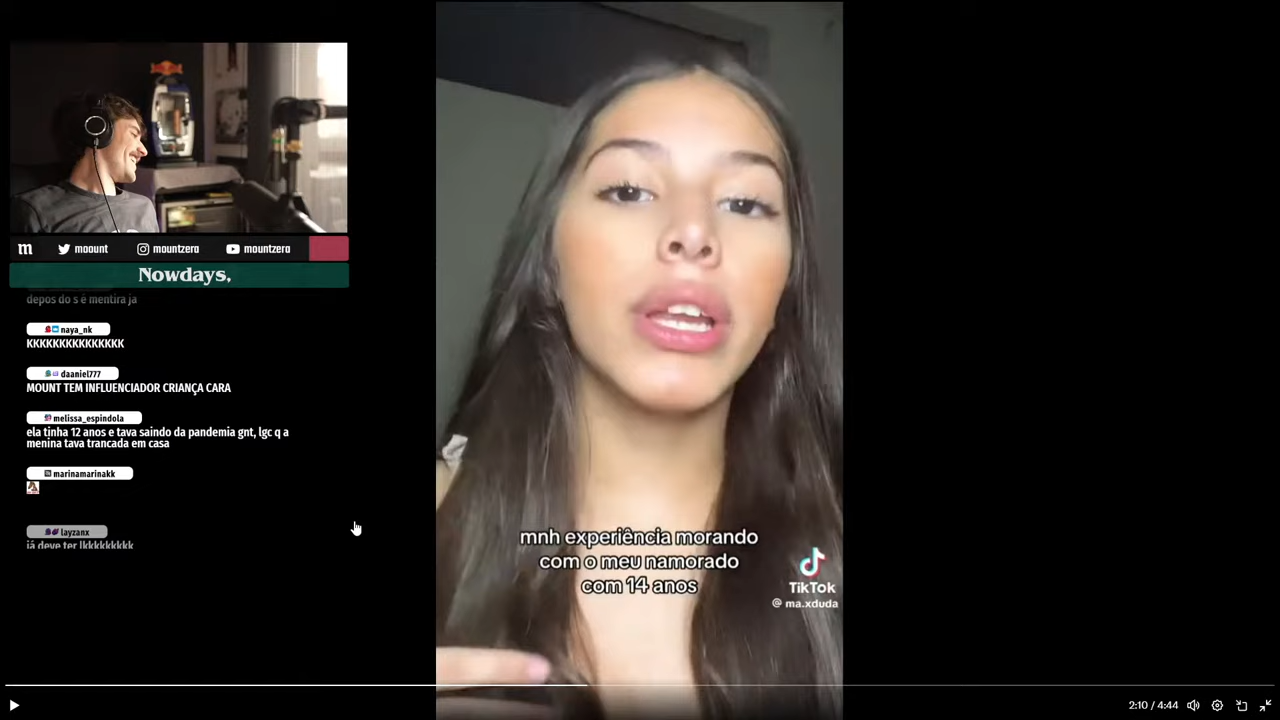 m moount mountzera mountzera
Nowdays,
depos do s é mentira ja
naya_nk
KKKKKKKKKKKKKKK
daaniel777
MOUNT TEM INFLUENCIADOR CRIANÇA CARA
melissa_espindola
ela tinha 12 anos e tava saindo da pandemia gnt, lgc q a
menina tava trancada em casa
marinamarinakk
layzanx
já deve ter lkkkkkkkkk
mnh experiência morando
com o meu namorado
com 14 anos
TikTok
@ ma.xduda
2:10 / 4:44